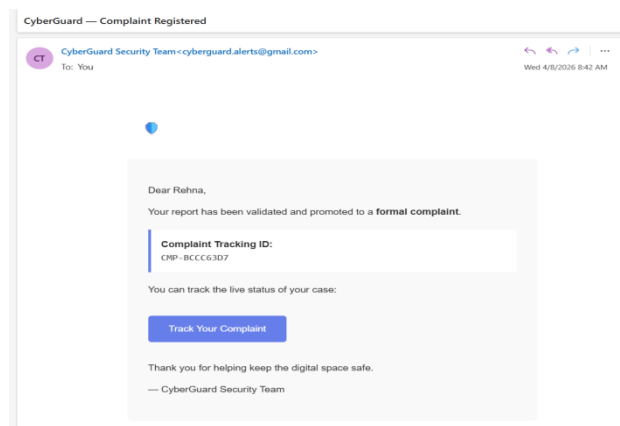 CyberGuard — Complaint Registered
CT
CyberGuard Security Team<cyberguard.alerts@gmail.com>
To: You
Wed 4/8/2026 8:42 AM
Dear Rehna,
Your report has been validated and promoted to a formal complaint.
Complaint Tracking ID:
CMP-BCCC63D7
You can track the live status of your case:
Track Your Complaint
Thank you for helping keep the digital space safe.
— CyberGuard Security Team